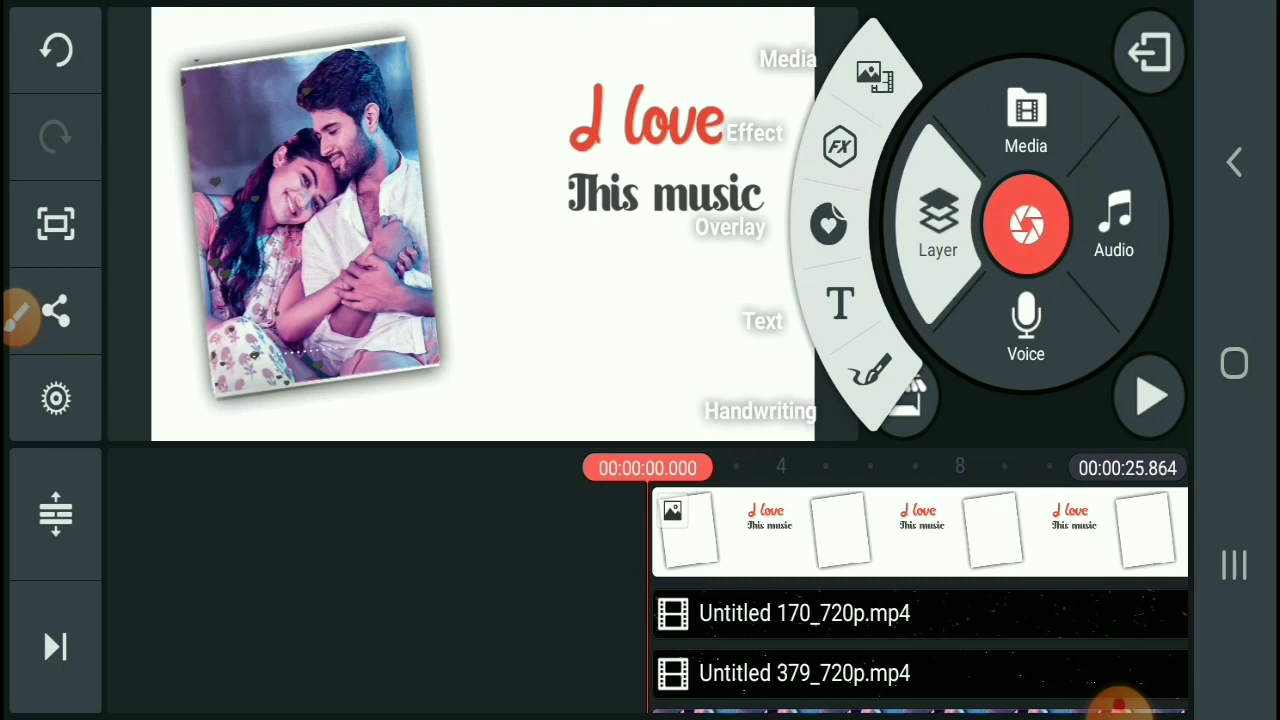 Media
Effect
Overlay
Text
Handwriting
FX
T
Media
Layer
Audio
Voice
I love
This music
00:00:00.000
4
8
00:00:25.864
I love
This music
I love
This music
I love
This music
Untitled 170_720p.mp4
Untitled 379_720p.mp4